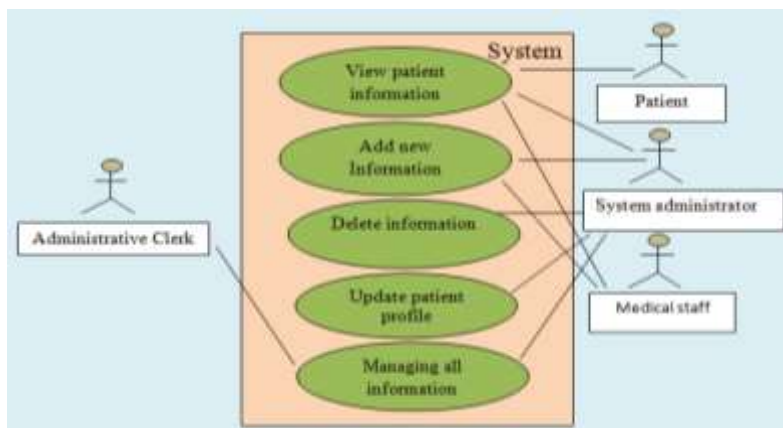 System
View patient
information
Patient
Add new
Information
System administrator
Delete information
Administrative Clerk
Update patient
profile
Medical staff
Managing all
information